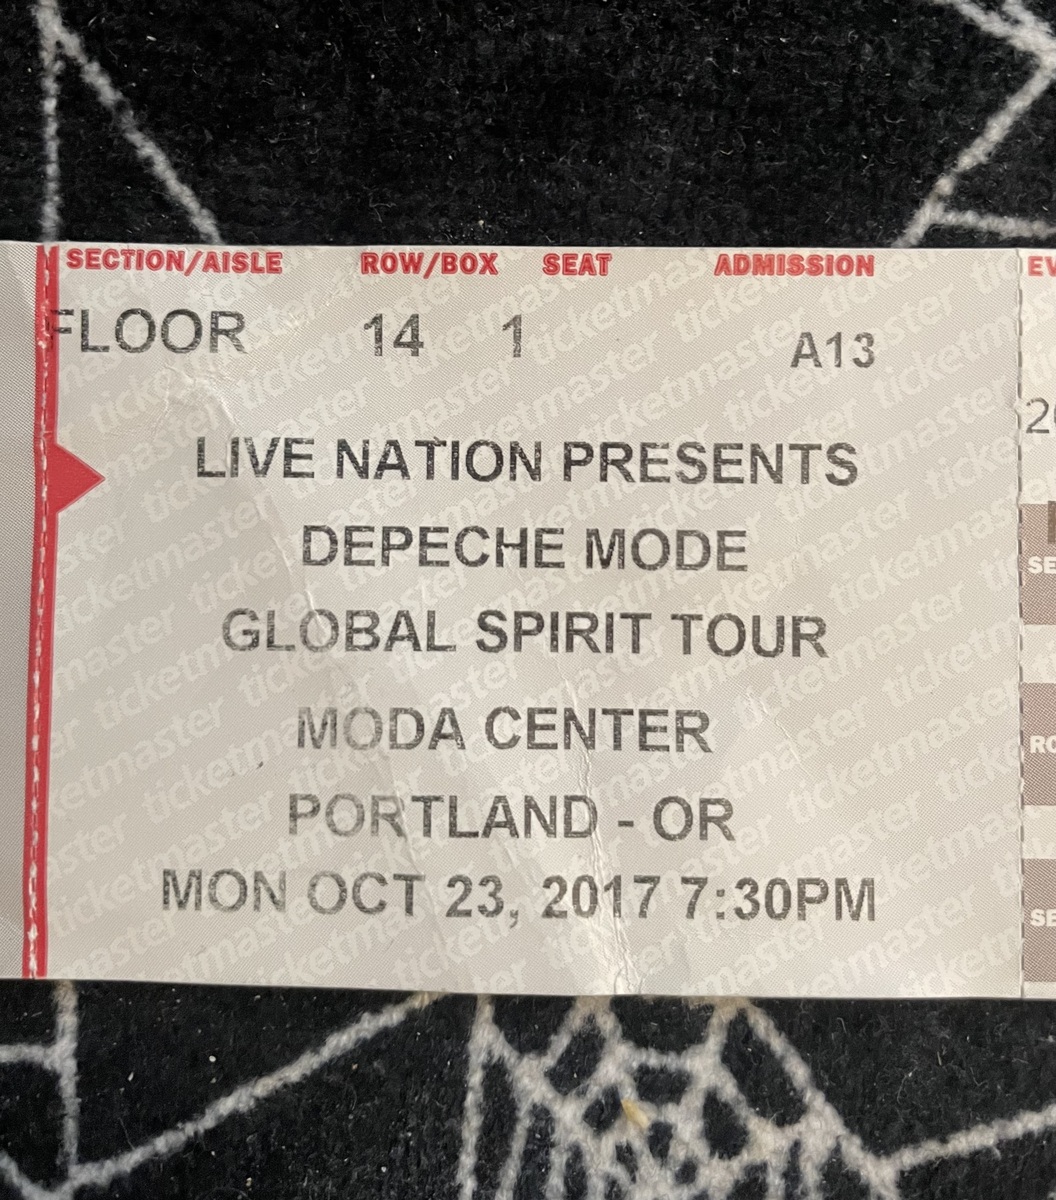 SECTION/AISLE ROW/BOX SEAT ADMISSION
FLOOR 14 1 A13
LIVE NATION PRESENTS
DEPECHE MODE
GLOBAL SPIRIT TOUR
MODA CENTER
PORTLAND - OR
MON OCT 23, 2017 7:30PM